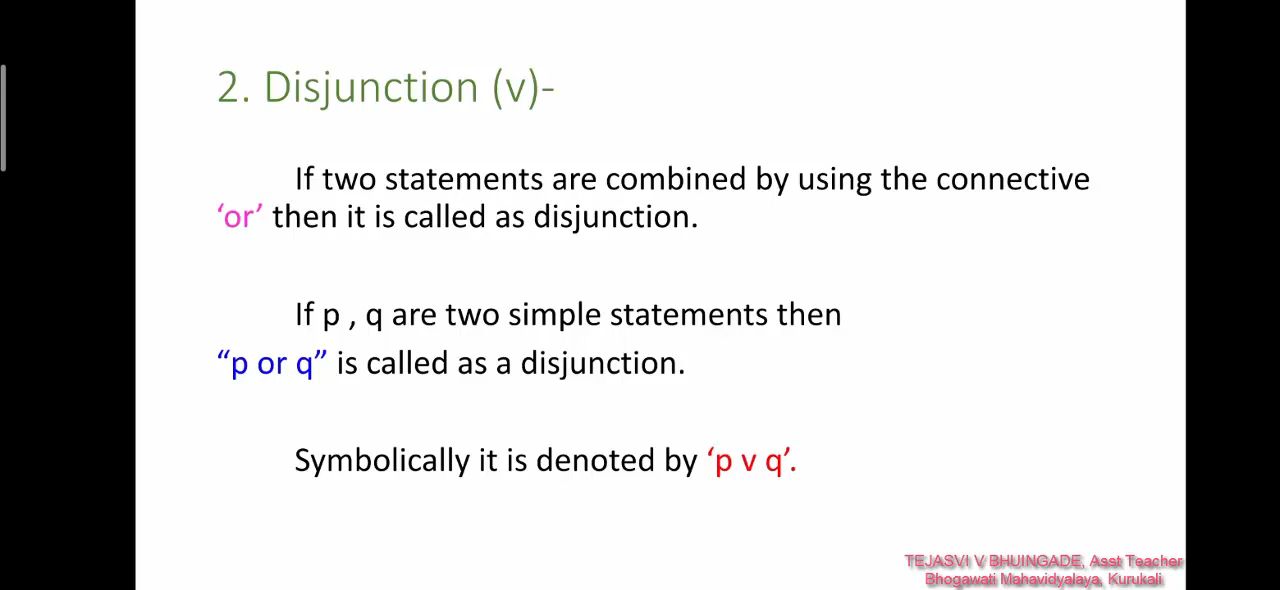 2. Disjunction (v)-
If two statements are combined by using the connective
‘or’ then it is called as disjunction.
If p , q are two simple statements then
“p or q” is called as a disjunction.
Symbolically it is denoted by ‘p v q’.
TEJASVI V BHUINGADE, Asst Teacher
Bhogawati Mahavidyalaya, Kurukali